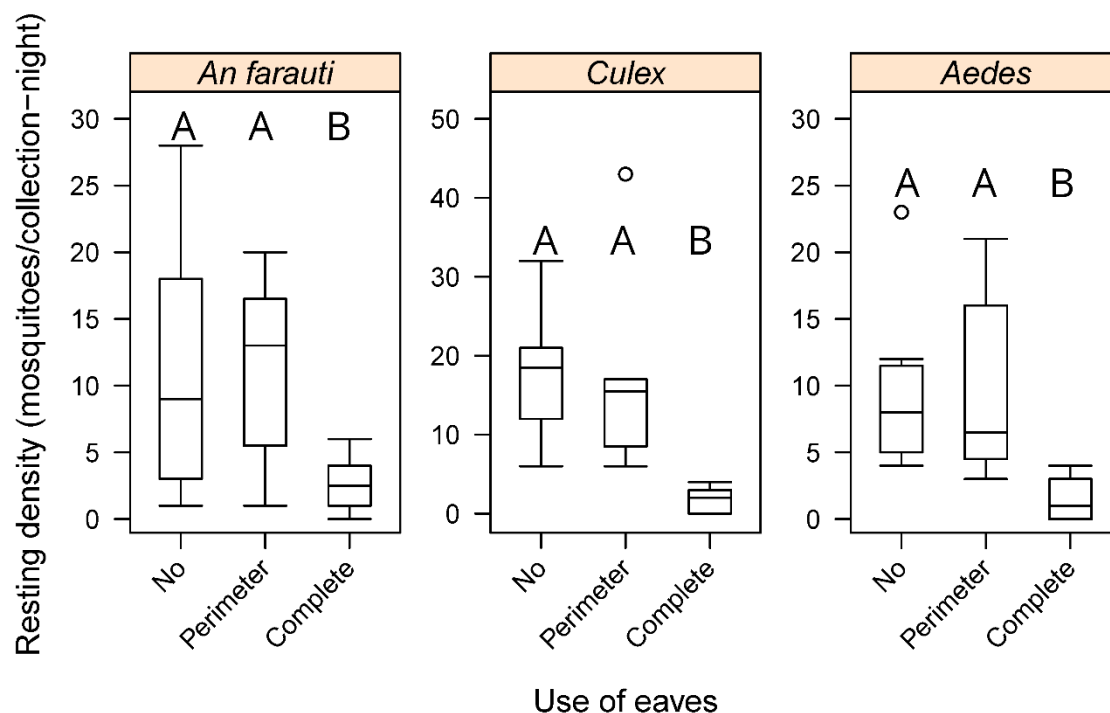 Resting density (mosquitoes/collection−night)
An farauti
30
25
20
15
10
5
0
A A B
No
Perimeter
Complete
Culex
50
40
30
20
10
0
A A B
No
Perimeter
Complete
Aedes
30
25
20
15
10
5
0
A A B
No
Perimeter
Complete
Use of eaves